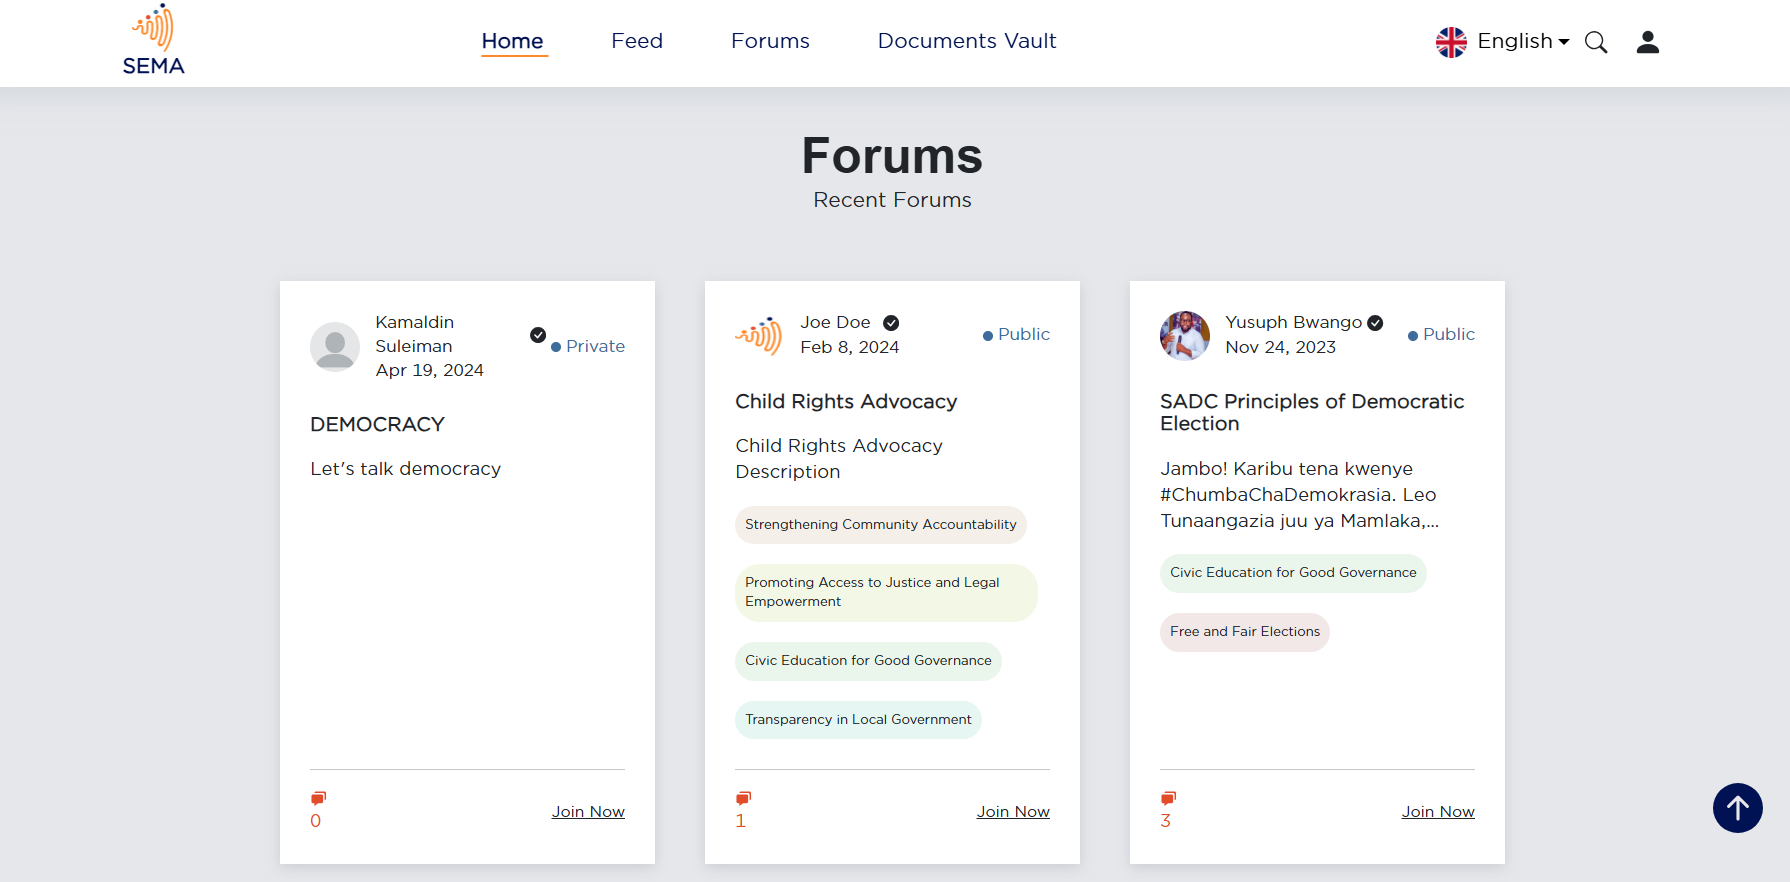 SEMA
Home
Feed
Forums
Documents Vault
English
Forums
Recent Forums
Kamaldin
Suleiman
Apr 19, 2024
Private
DEMOCRACY
Let's talk democracy
0
Join Now
Joe Doe
Feb 8, 2024
Public
Child Rights Advocacy
Child Rights Advocacy
Description
Strengthening Community Accountability
Promoting Access to Justice and Legal
Empowerment
Civic Education for Good Governance
Transparency in Local Government
1
Join Now
Yusuph Bwango
Nov 24, 2023
Public
SADC Principles of Democratic
Election
Jambo! Karibu tena kwenye
#ChumbaChaDemokrasia. Leo
Tunaangazia juu ya Mamlaka,...
Civic Education for Good Governance
Free and Fair Elections
3
Join Now